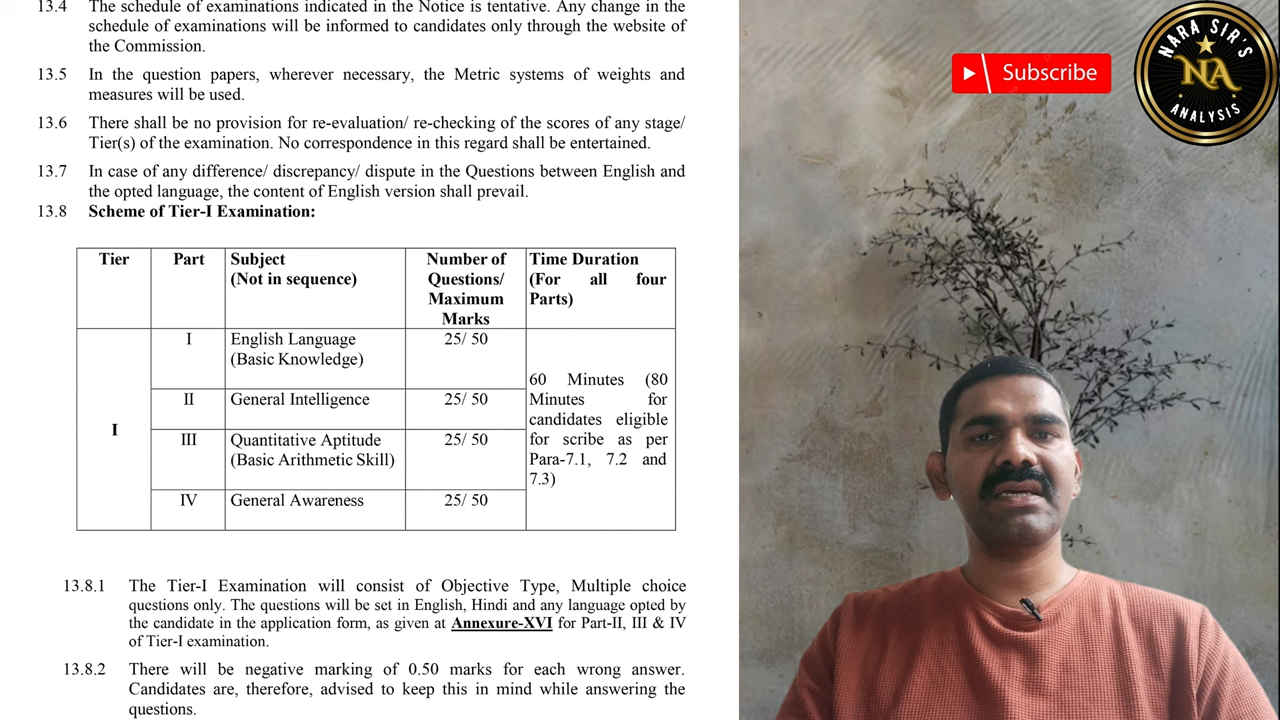 13.4 The schedule of examinations indicated in the Notice is tentative. Any change in the
schedule of examinations will be informed to candidates only through the website of
the Commission.
13.5 In the question papers, wherever necessary, the Metric systems of weights and
measures will be used.
13.6 There shall be no provision for re-evaluation/ re-checking of the scores of any stage/
Tier(s) of the examination. No correspondence in this regard shall be entertained.
13.7 In case of any difference/ discrepancy/ dispute in the Questions between English and
the opted language, the content of English version shall prevail.
13.8 Scheme of Tier-I Examination:
Tier
Part
Subject
(Not in sequence)
Number of
Questions/
Maximum
Marks
Time Duration
(For all four
Parts)
I
I
English Language
(Basic Knowledge)
25/ 50
II
General Intelligence
25/ 50
III
Quantitative Aptitude
(Basic Arithmetic Skill)
25/ 50
IV
General Awareness
25/ 50
60 Minutes (80
Minutes for
candidates eligible
for scribe as per
Para-7.1, 7.2 and
7.3)
13.8.1 The Tier-I Examination will consist of Objective Type, Multiple choice
questions only. The questions will be set in English, Hindi and any language opted by
the candidate in the application form, as given at Annexure-XVI for Part-II, III & IV
of Tier-I examination.
13.8.2 There will be negative marking of 0.50 marks for each wrong answer.
Candidates are, therefore, advised to keep this in mind while answering the
questions.
Subscribe
NARA SIR'S
NA
ANALYSIS